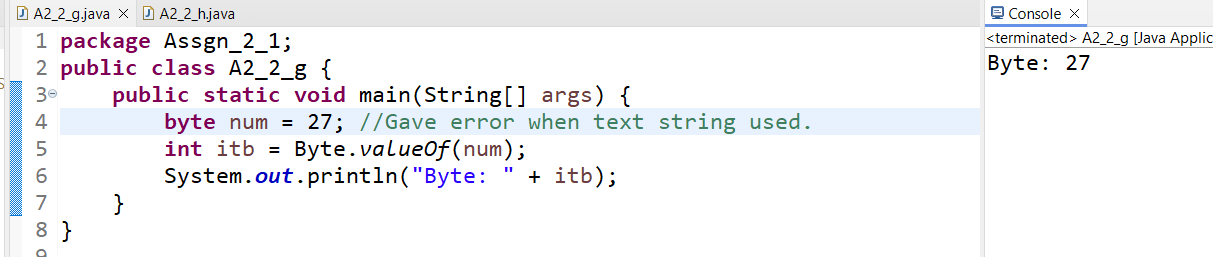 A2_2_g.java × A2_2_h.java
1 package Assgn_2_1;
2 public class A2_2_g {
3 public static void main(String[] args) {
4 byte num = 27; //Gave error when text string used.
5 int itb = Byte.valueOf(num);
6 System.out.println("Byte: " + itb);
7 }
8 }
9
Console ×
<terminated> A2_2_g [Java Applic
Byte: 27